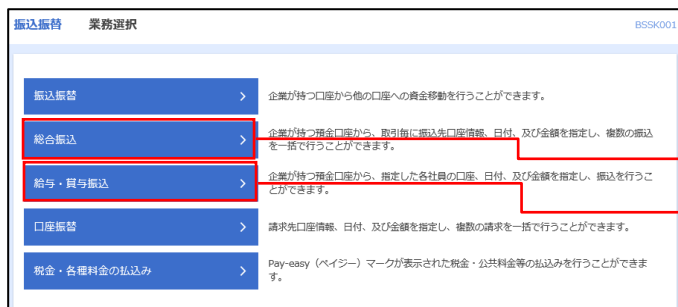 振込振替 業務選択 BSSK001
振込振替 企業が持つ口座から他の口座への資金移動を行うことができます。
総合振込 企業が持つ預金口座から、取引毎に振込先口座情報、日付、及び金額を指定し、複数の振込
を一括で行うことができます。
給与・賞与振込 企業が持つ預金口座から、指定した各社員の口座、日付、及び金額を指定し、振込を行うこ
とができます。
口座振替 請求先口座情報、日付、及び金額を指定し、複数の請求を一括で行うことができます。
税金・各種料金の払込み Pay-easy（ペイジー）マークが表示された税金・公共料金等の払込みを行うことができま
す。